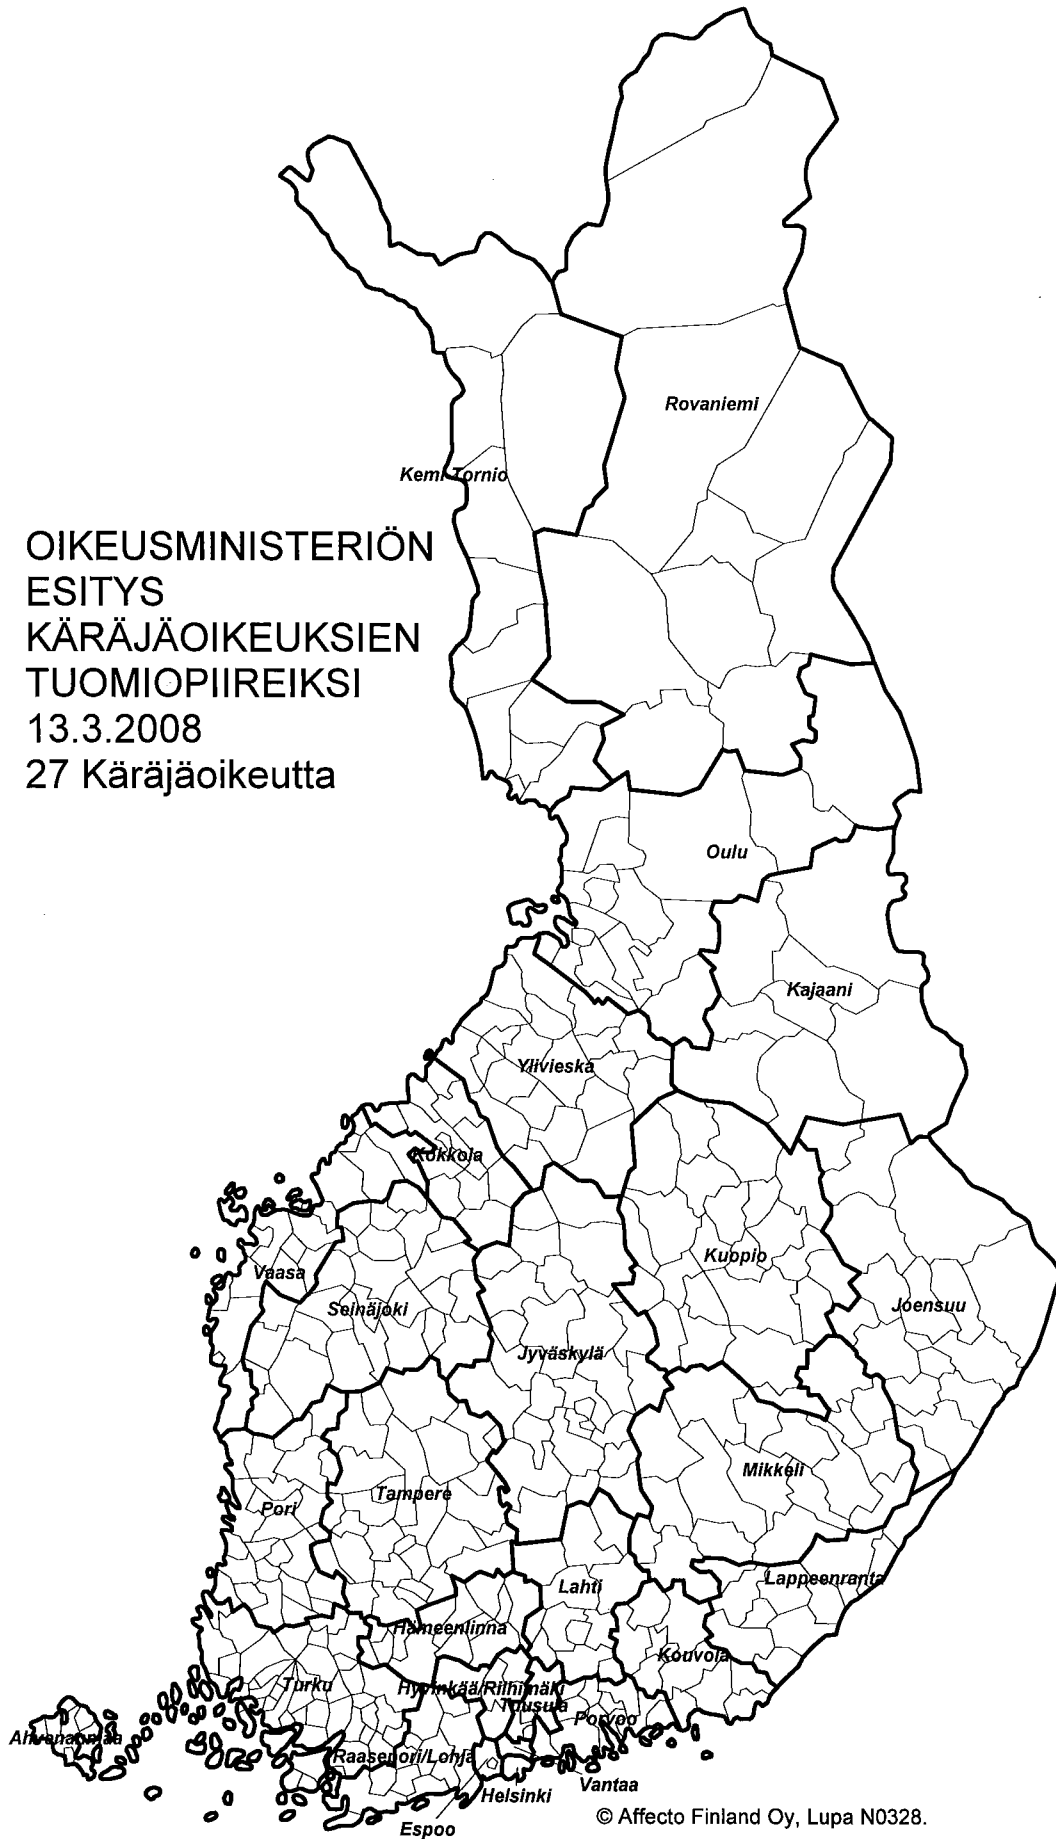 Rovaniemi
Kemi-Tornio
OIKEUSMINISTERIÖN
ESITYS
KÄRÄJÄOIKEUKSIEN
TUOMIOPIIREIKSI
13.3.2008
27 Käräjäoikeutta
Oulu
Kajaani
Ylivieska
Kokkola
Kuopio
Vaasa
Seinäjoki
Joensuu
Jyväskylä
Mikkeli
Tampere
Pori
Lappeenranta
Lahti
Hämeenlinna
Kouvola
Turku
Hyvinkää/Riihimäki
Tuusula
Porvoo
Ahvenanmaa
Raasepori/Lohja
Vantaa
Helsinki
Espoo
© Affecto Finland Oy, Lupa N0328.